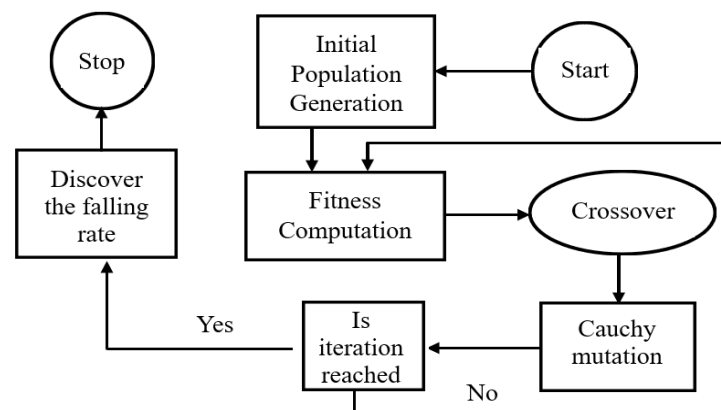 Stop
Initial
Population
Generation
Start
Discover
the falling
rate
Fitness
Computation
Crossover
Yes
Is
iteration
reached
Cauchy
mutation
No